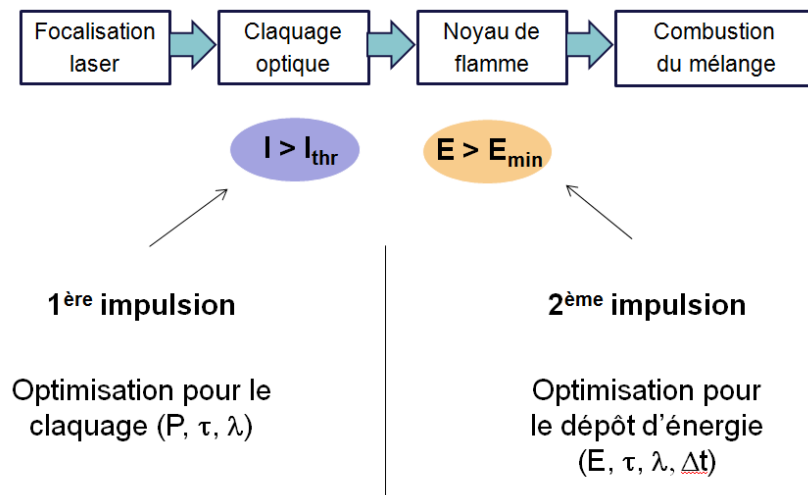 Focalisation
laser
Claquage
optique
Noyau de
flamme
Combustion
du mélange
I > Ithr
E > Emin
1ère impulsion
2ème impulsion
Optimisation pour le
claquage (P, τ, λ)
Optimisation pour
le dépôt d'énergie
(E, τ, λ, Δt)